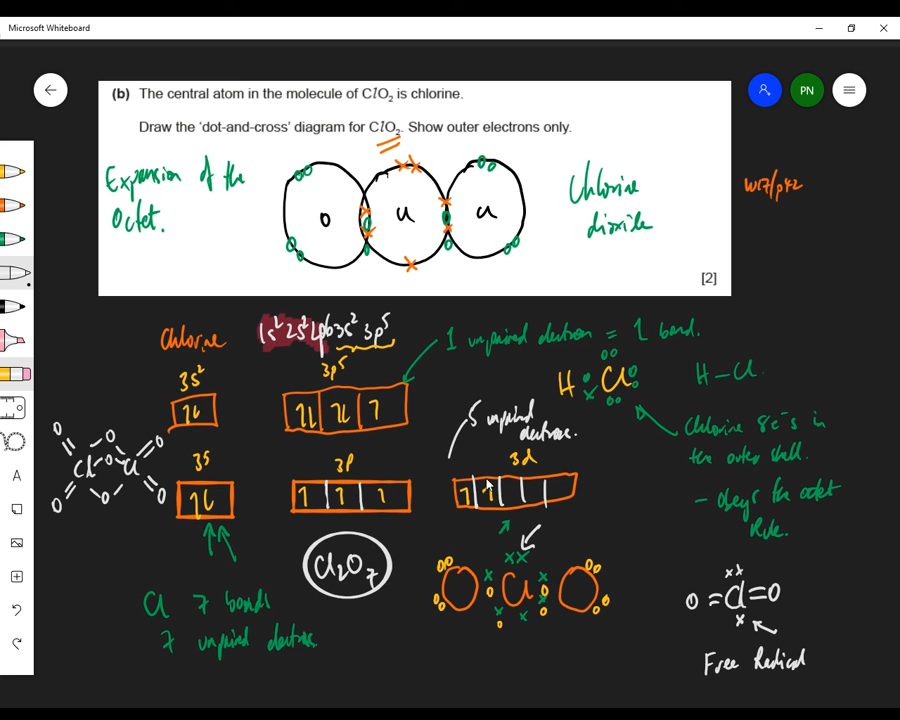 Microsoft Whiteboard
PN
(b) The central atom in the molecule of ClO2 is chlorine.
Draw the ‘dot-and-cross’ diagram for ClO2. Show outer electrons only.
Expansion of the
Octet.
O Cl Cl
Chlorine
dioxide
W17/p42
[2]
Chlorine
1s² 2s² 2p6 3s² 3p⁵
1 unpaired electron = 1 bond.
3s²
3p⁵
H Cl
H – Cl
5 unpaired
electrons.
Chlorine 8e⁻s in
the outer shell.
- obeys the octet
Rule.
3s
3p
3d
O O O
Cl O Cl
O O O
Cl2O7
O Cl O
Cl 7 bonds
7 unpaired electrons
O = Cl = O
Free Radical
A